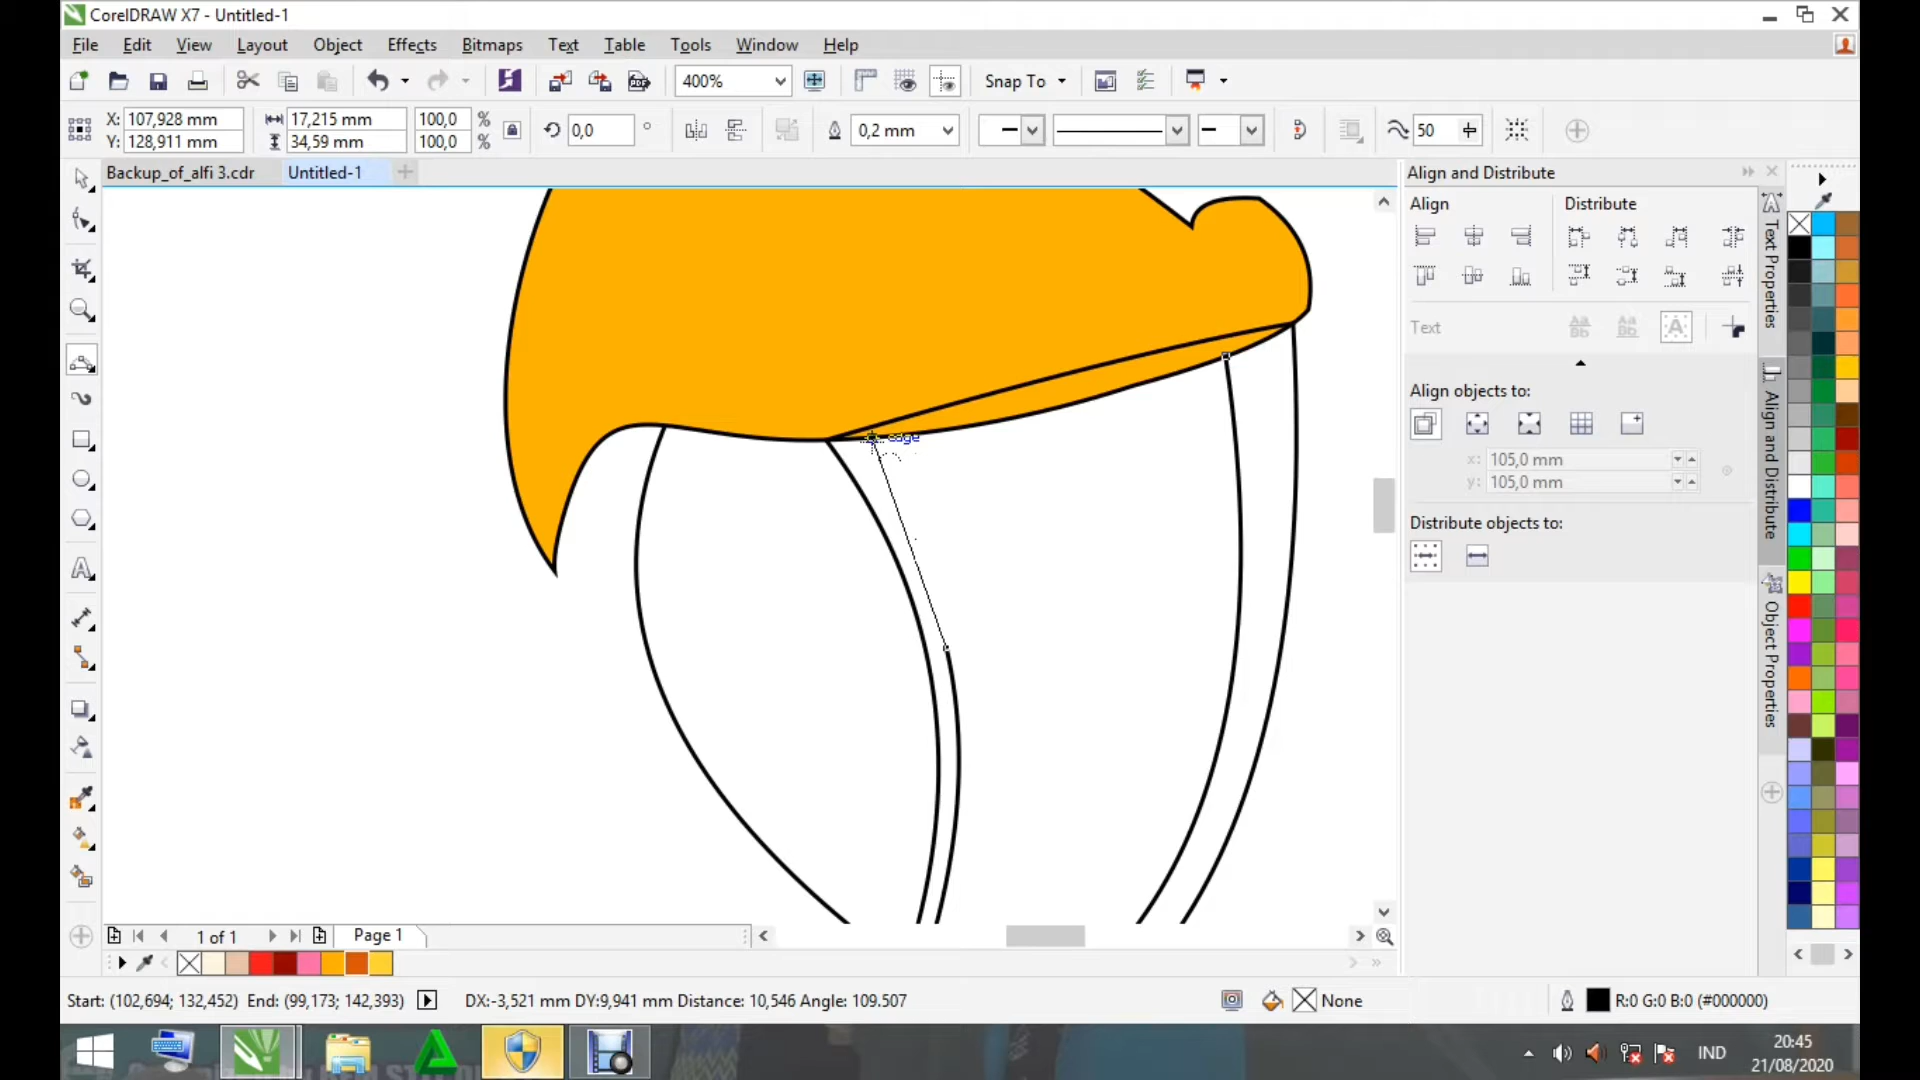 CorelDRAW X7 - Untitled-1
File Edit View Layout Object Effects Bitmaps Text Table Tools Window Help
400% Snap To
X: 107,928 mm 17,215 mm 100,0 %
Y: 128,911 mm 34,59 mm 100,0 %
0,0 ° 0,2 mm 50
Backup_of_alfi 3.cdr Untitled-1
Align and Distribute
Align Distribute
Text
Align objects to:
x: 105,0 mm
y: 105,0 mm
Distribute objects to:
Text Properties
Align and Distribute
Object Properties
edge
1 of 1 Page 1
Start: (102,694; 132,452) End: (99,173; 142,393) DX:-3,521 mm DY:9,941 mm Distance: 10,546 Angle: 109.507 None R:0 G:0 B:0 (#000000)
IND
20:45
21/08/2020